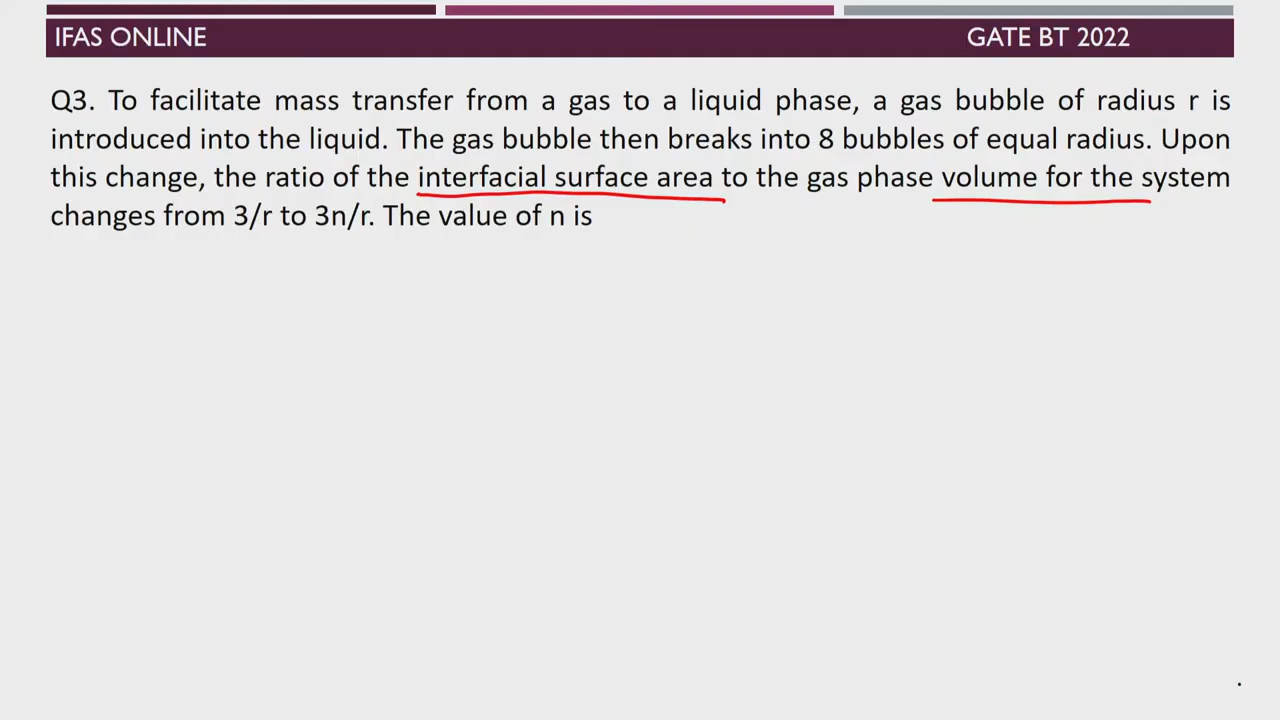 IFAS ONLINE GATE BT 2022
Q3. To facilitate mass transfer from a gas to a liquid phase, a gas bubble of radius r is
introduced into the liquid. The gas bubble then breaks into 8 bubbles of equal radius. Upon
this change, the ratio of the interfacial surface area to the gas phase volume for the system
changes from 3/r to 3n/r. The value of n is